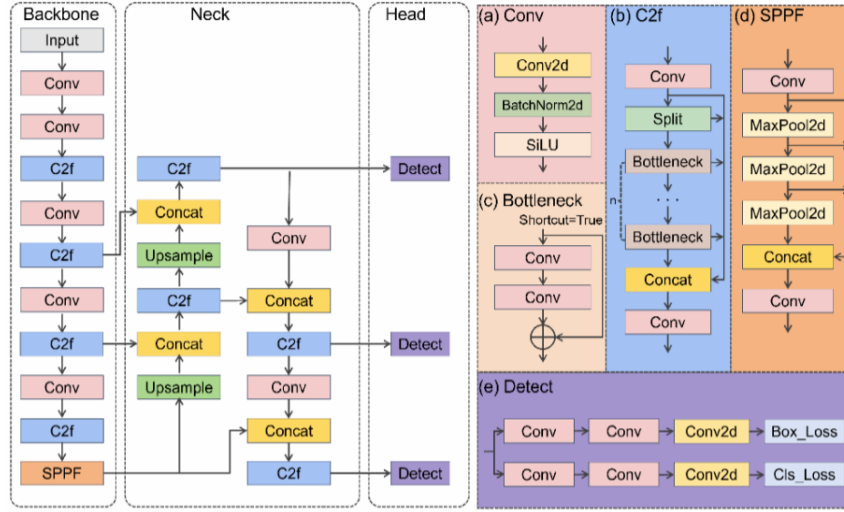 Backbone
Input
Conv
Conv
C2f
Conv
C2f
Conv
C2f
Conv
C2f
SPPF
Neck
C2f
Concat
Upsample
C2f
Concat
Upsample
Conv
Concat
C2f
Conv
Concat
C2f
Head
Detect
Detect
Detect
(a) Conv
Conv2d
BatchNorm2d
SiLU
(b) C2f
Conv
Split
Bottleneck
n
...
Bottleneck
Concat
Conv
(c) Bottleneck
Shortcut=True
Conv
Conv
(d) SPPF
Conv
MaxPool2d
MaxPool2d
MaxPool2d
Concat
Conv
(e) Detect
Conv
Conv
Conv2d
Box_Loss
Conv
Conv
Conv2d
Cls_Loss